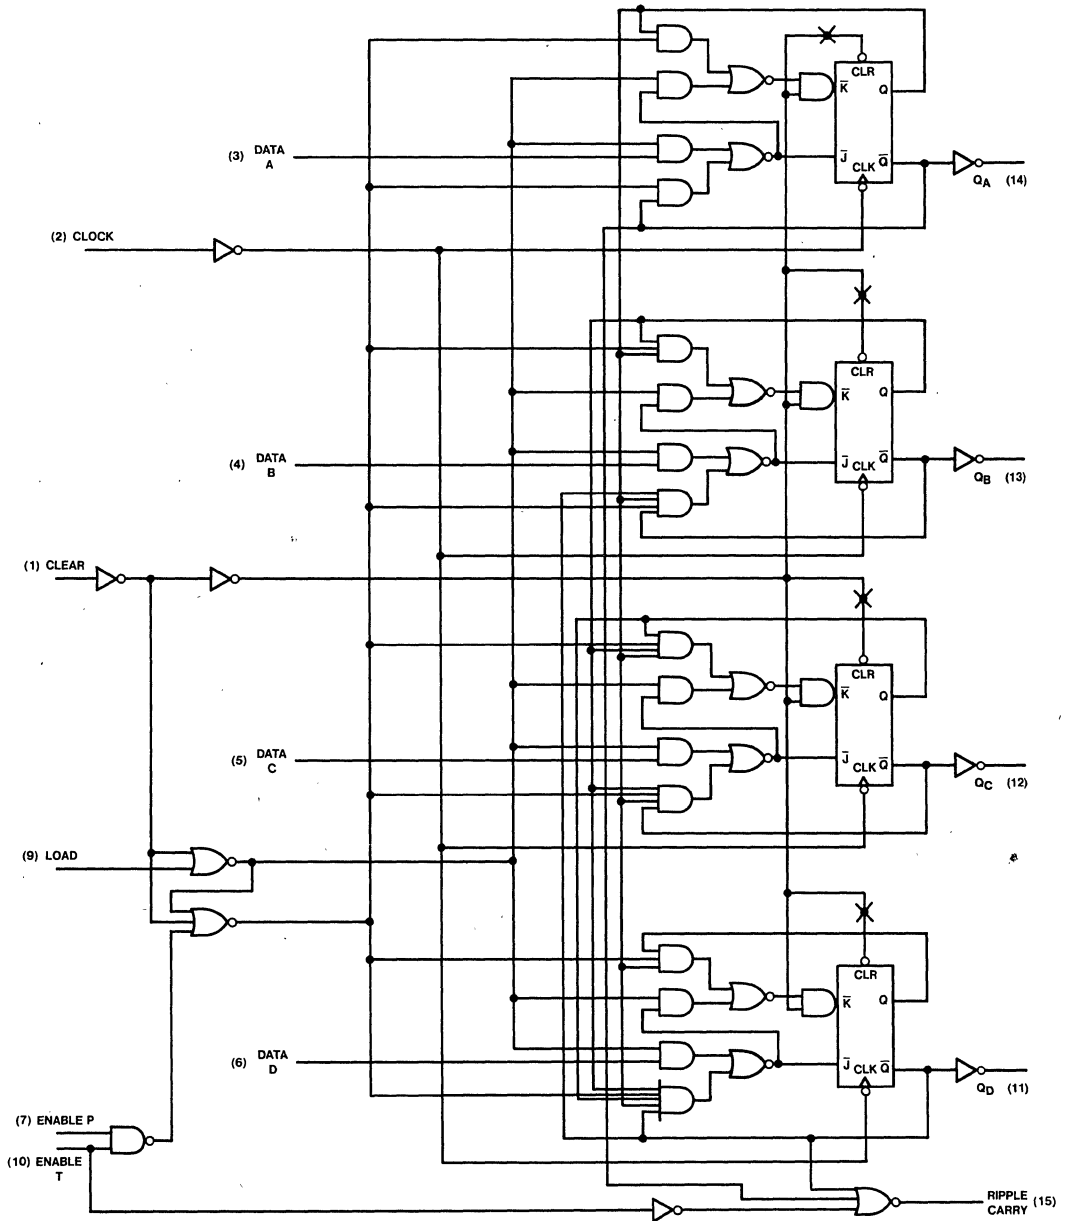 CLR
K
Q
(3) DATA
A
J
CLK
Q
QA (14)
(2) CLOCK
CLR
K
Q
(4) DATA
B
J
CLK
Q
QB (13)
(1) CLEAR
CLR
K
Q
(5) DATA
C
J
CLK
Q
QC (12)
(9) LOAD
CLR
K
Q
(6) DATA
D
J
CLK
Q
QD (11)
(7) ENABLE P
(10) ENABLE
T
RIPPLE
CARRY (15)